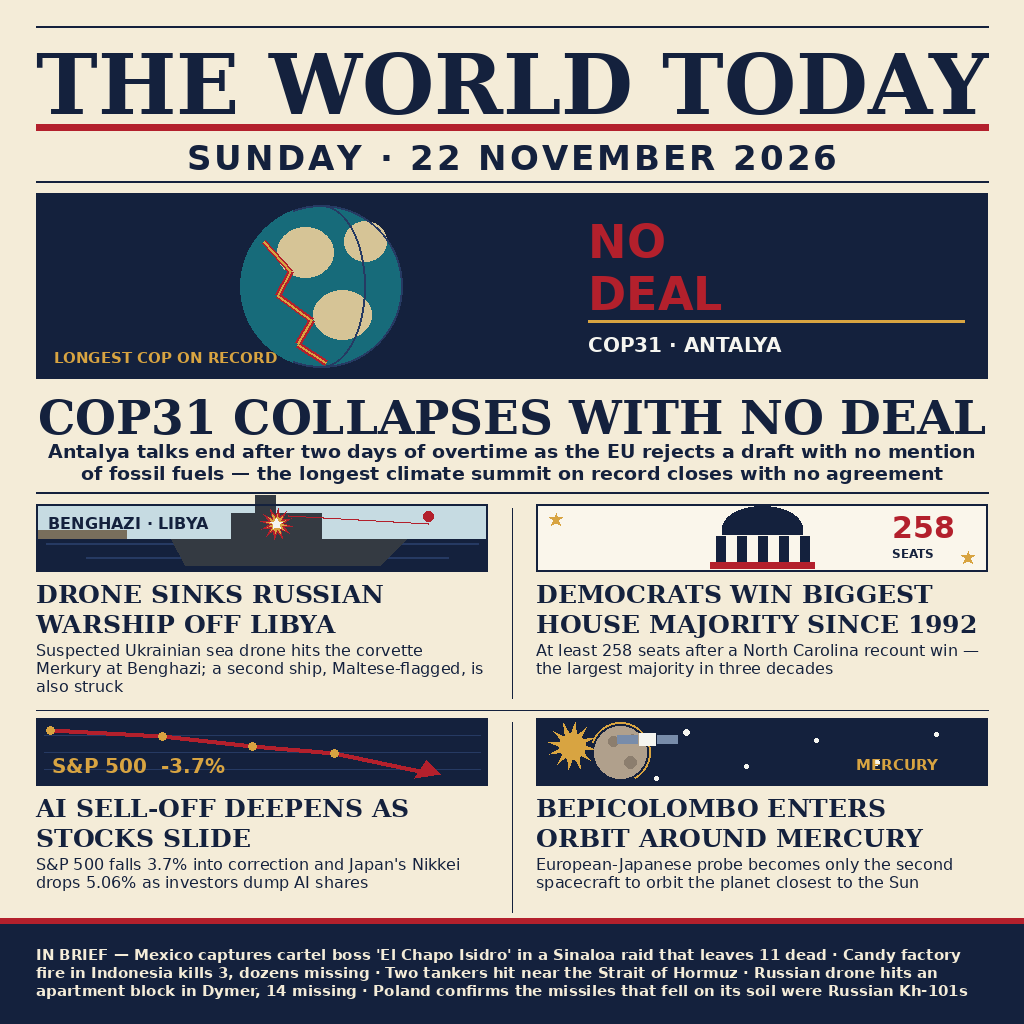 THE WORLD TODAY
SUNDAY · 22 NOVEMBER 2026
NO
DEAL
COP31 · ANTALYA
LONGEST COP ON RECORD
COP31 COLLAPSES WITH NO DEAL
Antalya talks end after two days of overtime as the EU rejects a draft with no mention
of fossil fuels — the longest climate summit on record closes with no agreement
BENGHAZI · LIBYA
DRONE SINKS RUSSIAN
WARSHIP OFF LIBYA
Suspected Ukrainian sea drone hits the corvette
Merkury at Benghazi; a second ship, Maltese-flagged, is
also struck
258
SEATS
DEMOCRATS WIN BIGGEST
HOUSE MAJORITY SINCE 1992
At least 258 seats after a North Carolina recount win —
the largest majority in three decades
S&P 500 -3.7%
AI SELL-OFF DEEPENS AS
STOCKS SLIDE
S&P 500 falls 3.7% into correction and Japan's Nikkei
drops 5.06% as investors dump AI shares
MERCURY
BEPICOLOMBO ENTERS
ORBIT AROUND MERCURY
European-Japanese probe becomes only the second
spacecraft to orbit the planet closest to the Sun
IN BRIEF — Mexico captures cartel boss 'El Chapo Isidro' in a Sinaloa raid that leaves 11 dead · Candy factory
fire in Indonesia kills 3, dozens missing · Two tankers hit near the Strait of Hormuz · Russian drone hits an
apartment block in Dymer, 14 missing · Poland confirms the missiles that fell on its soil were Russian Kh-101s